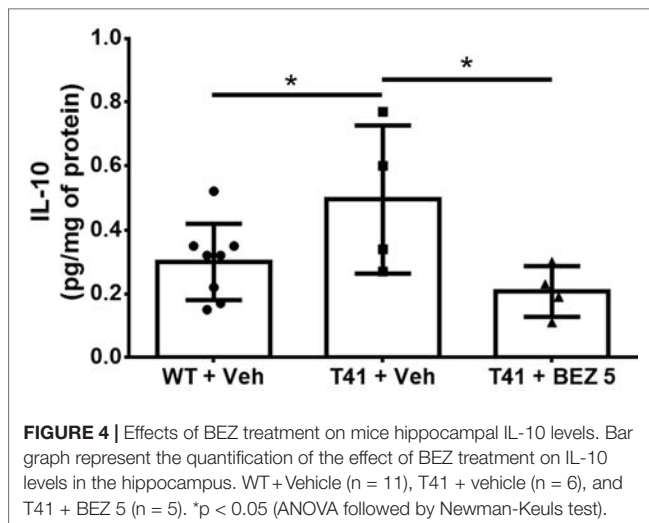 1.0
0.8
0.6
0.4
0.2
0.0
IL-10
(pg/mg of protein)
*
*
WT + Veh
T41 + Veh
T41 + BEZ 5
FIGURE 4 | Effects of BEZ treatment on mice hippocampal IL-10 levels. Bar
graph represent the quantification of the effect of BEZ treatment on IL-10
levels in the hippocampus. WT + Vehicle (n = 11), T41 + vehicle (n = 6), and
T41 + BEZ 5 (n = 5). *p < 0.05 (ANOVA followed by Newman-Keuls test).